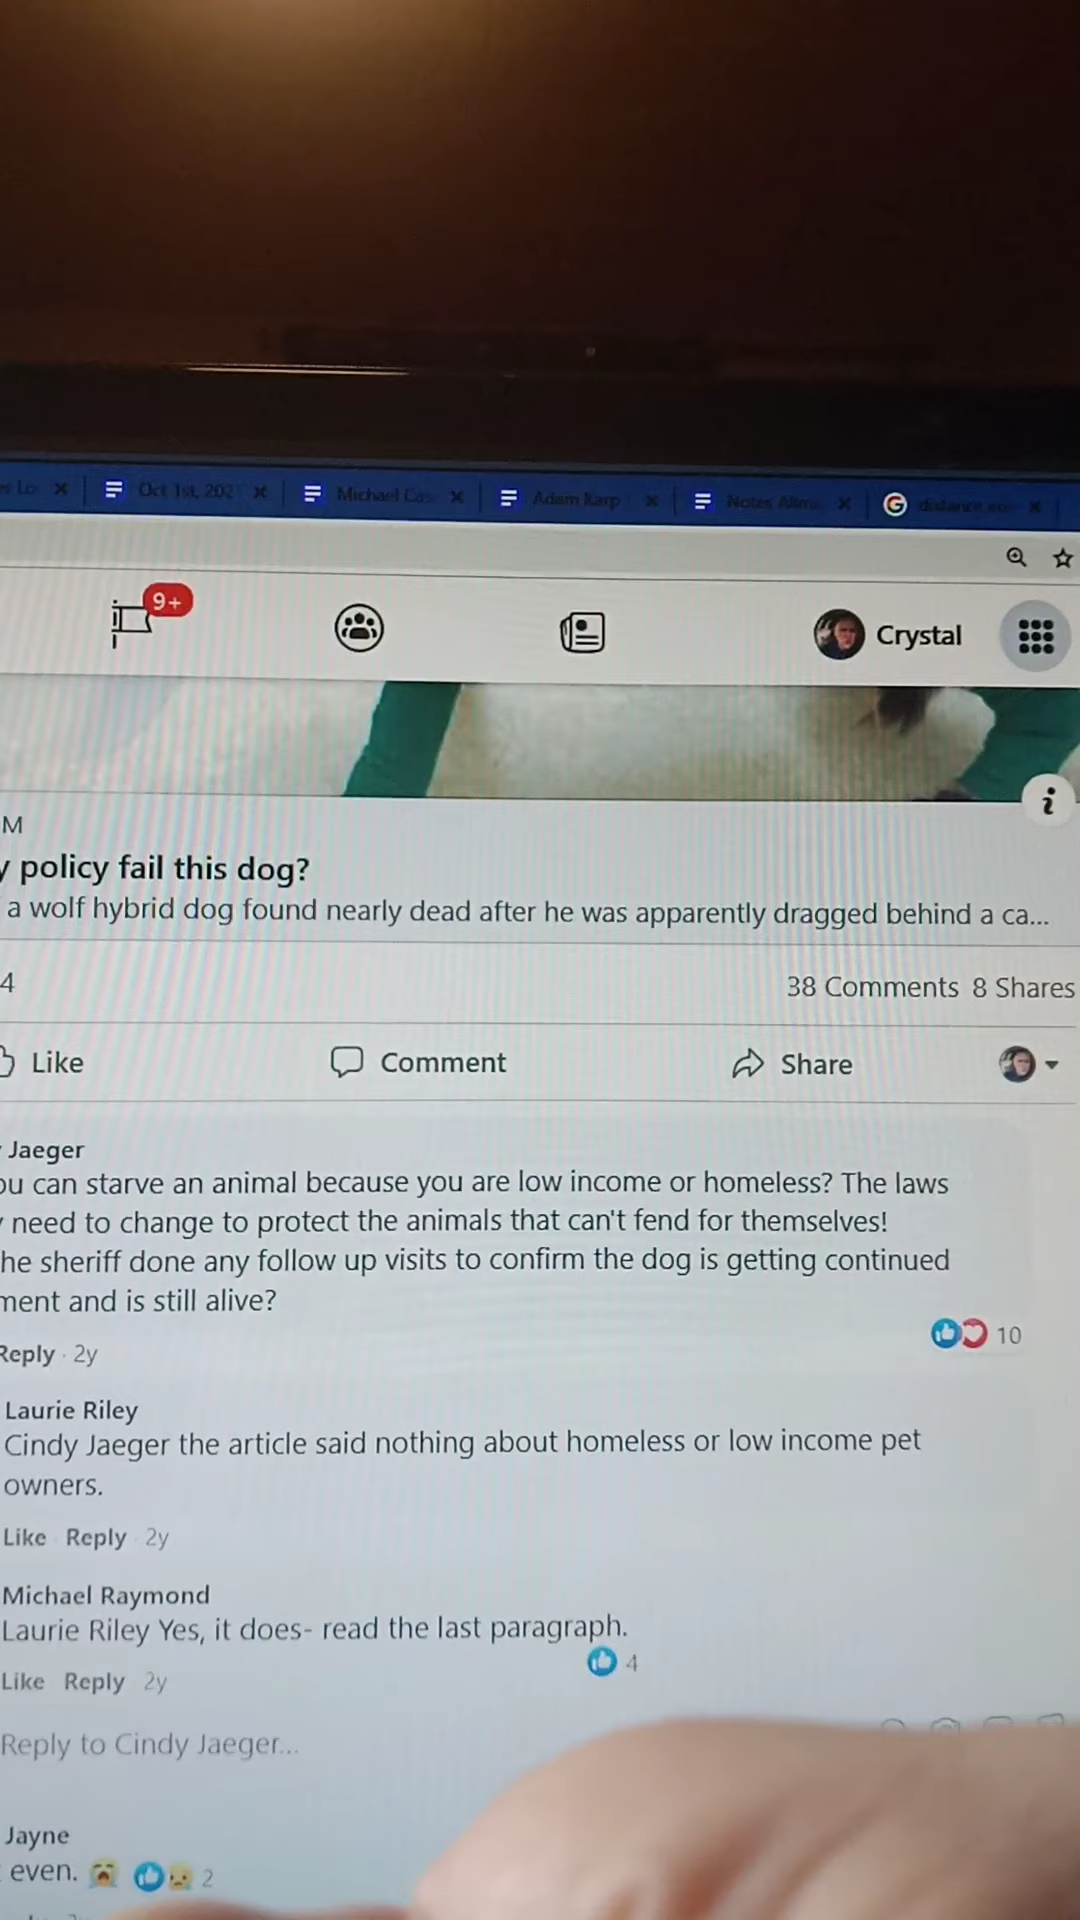 Oct 1st, 202
Michael Cas
Adam Karp
Notes Alim
distance
9+
Crystal
M
policy fail this dog?
a wolf hybrid dog found nearly dead after he was apparently dragged behind a ca...
4
38 Comments 8 Shares
Like Comment Share
Jaeger
ou can starve an animal because you are low income or homeless? The laws
need to change to protect the animals that can't fend for themselves!
he sheriff done any follow up visits to confirm the dog is getting continued
ment and is still alive?
10
Reply · 2y
Laurie Riley
Cindy Jaeger the article said nothing about homeless or low income pet
owners.
Like Reply 2y
Michael Raymond
Laurie Riley Yes, it does- read the last paragraph.
4
Like Reply 2y
Reply to Cindy Jaeger...
Jayne
even.
2